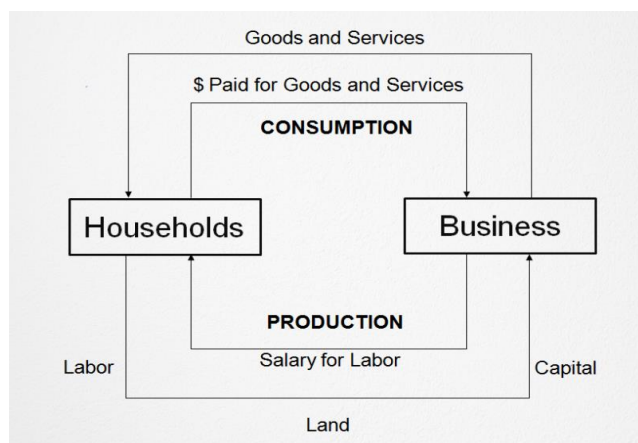 Goods and Services
$ Paid for Goods and Services
CONSUMPTION
Households
Business
PRODUCTION
Salary for Labor
Labor
Capital
Land